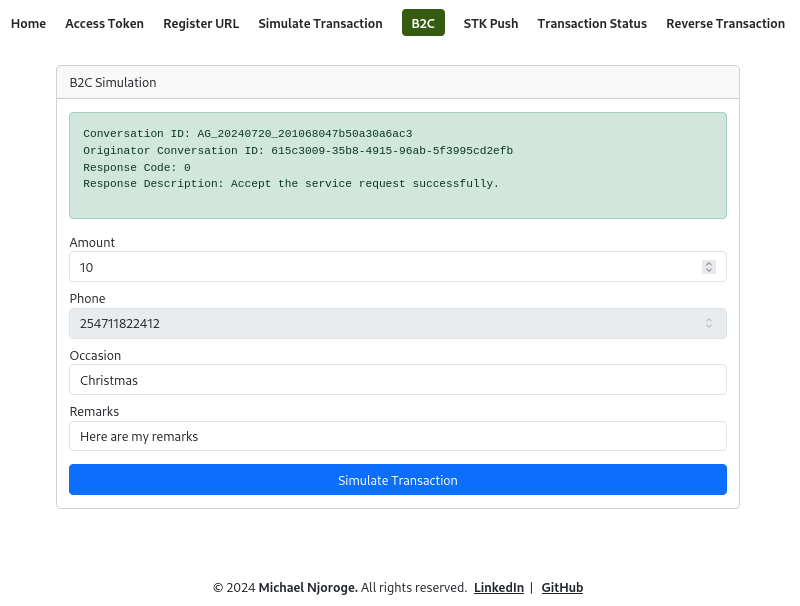 Home Access Token Register URL Simulate Transaction B2C STK Push Transaction Status Reverse Transaction
B2C Simulation
Conversation ID: AG_20240720_201068047b50a30a6ac3
Originator Conversation ID: 615c3009-35b8-4915-96ab-5f3995cd2efb
Response Code: 0
Response Description: Accept the service request successfully.
Amount
10
Phone
254711822412
Occasion
Christmas
Remarks
Here are my remarks
Simulate Transaction
© 2024 Michael Njoroge. All rights reserved. LinkedIn | GitHub